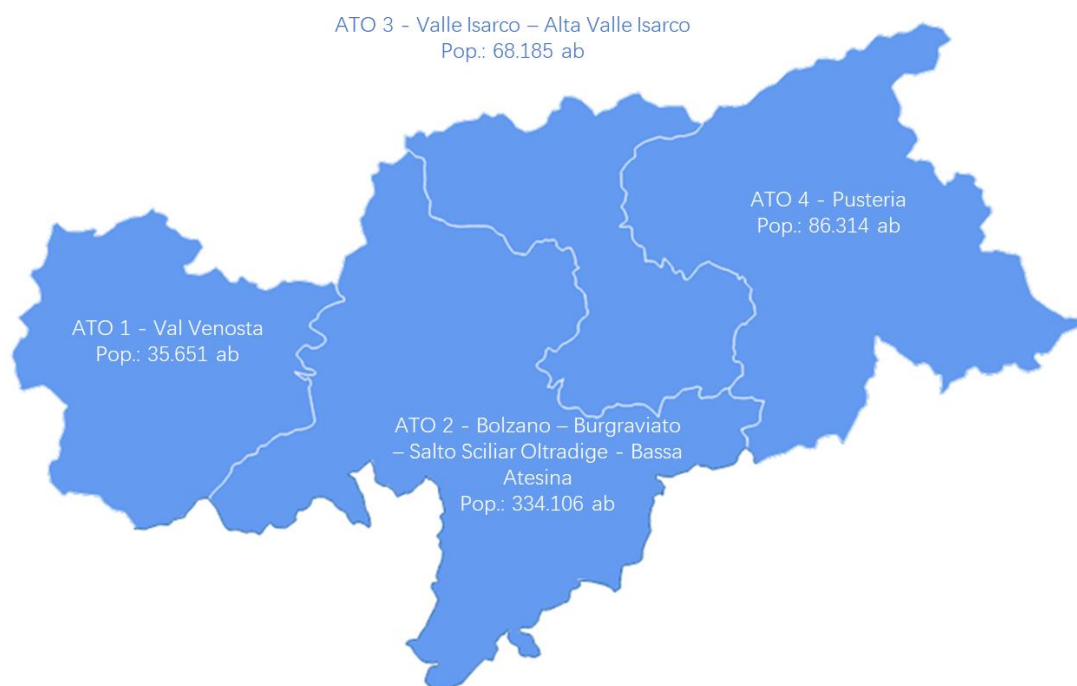 ATO 3 - Valle Isarco – Alta Valle Isarco
Pop.: 68.185 ab
ATO 4 - Pusteria
Pop.: 86.314 ab
ATO 1 - Val Venosta
Pop.: 35.651 ab
ATO 2 - Bolzano – Burgraviato
– Salto Sciliar Oltradige - Bassa
Atesina
Pop.: 334.106 ab